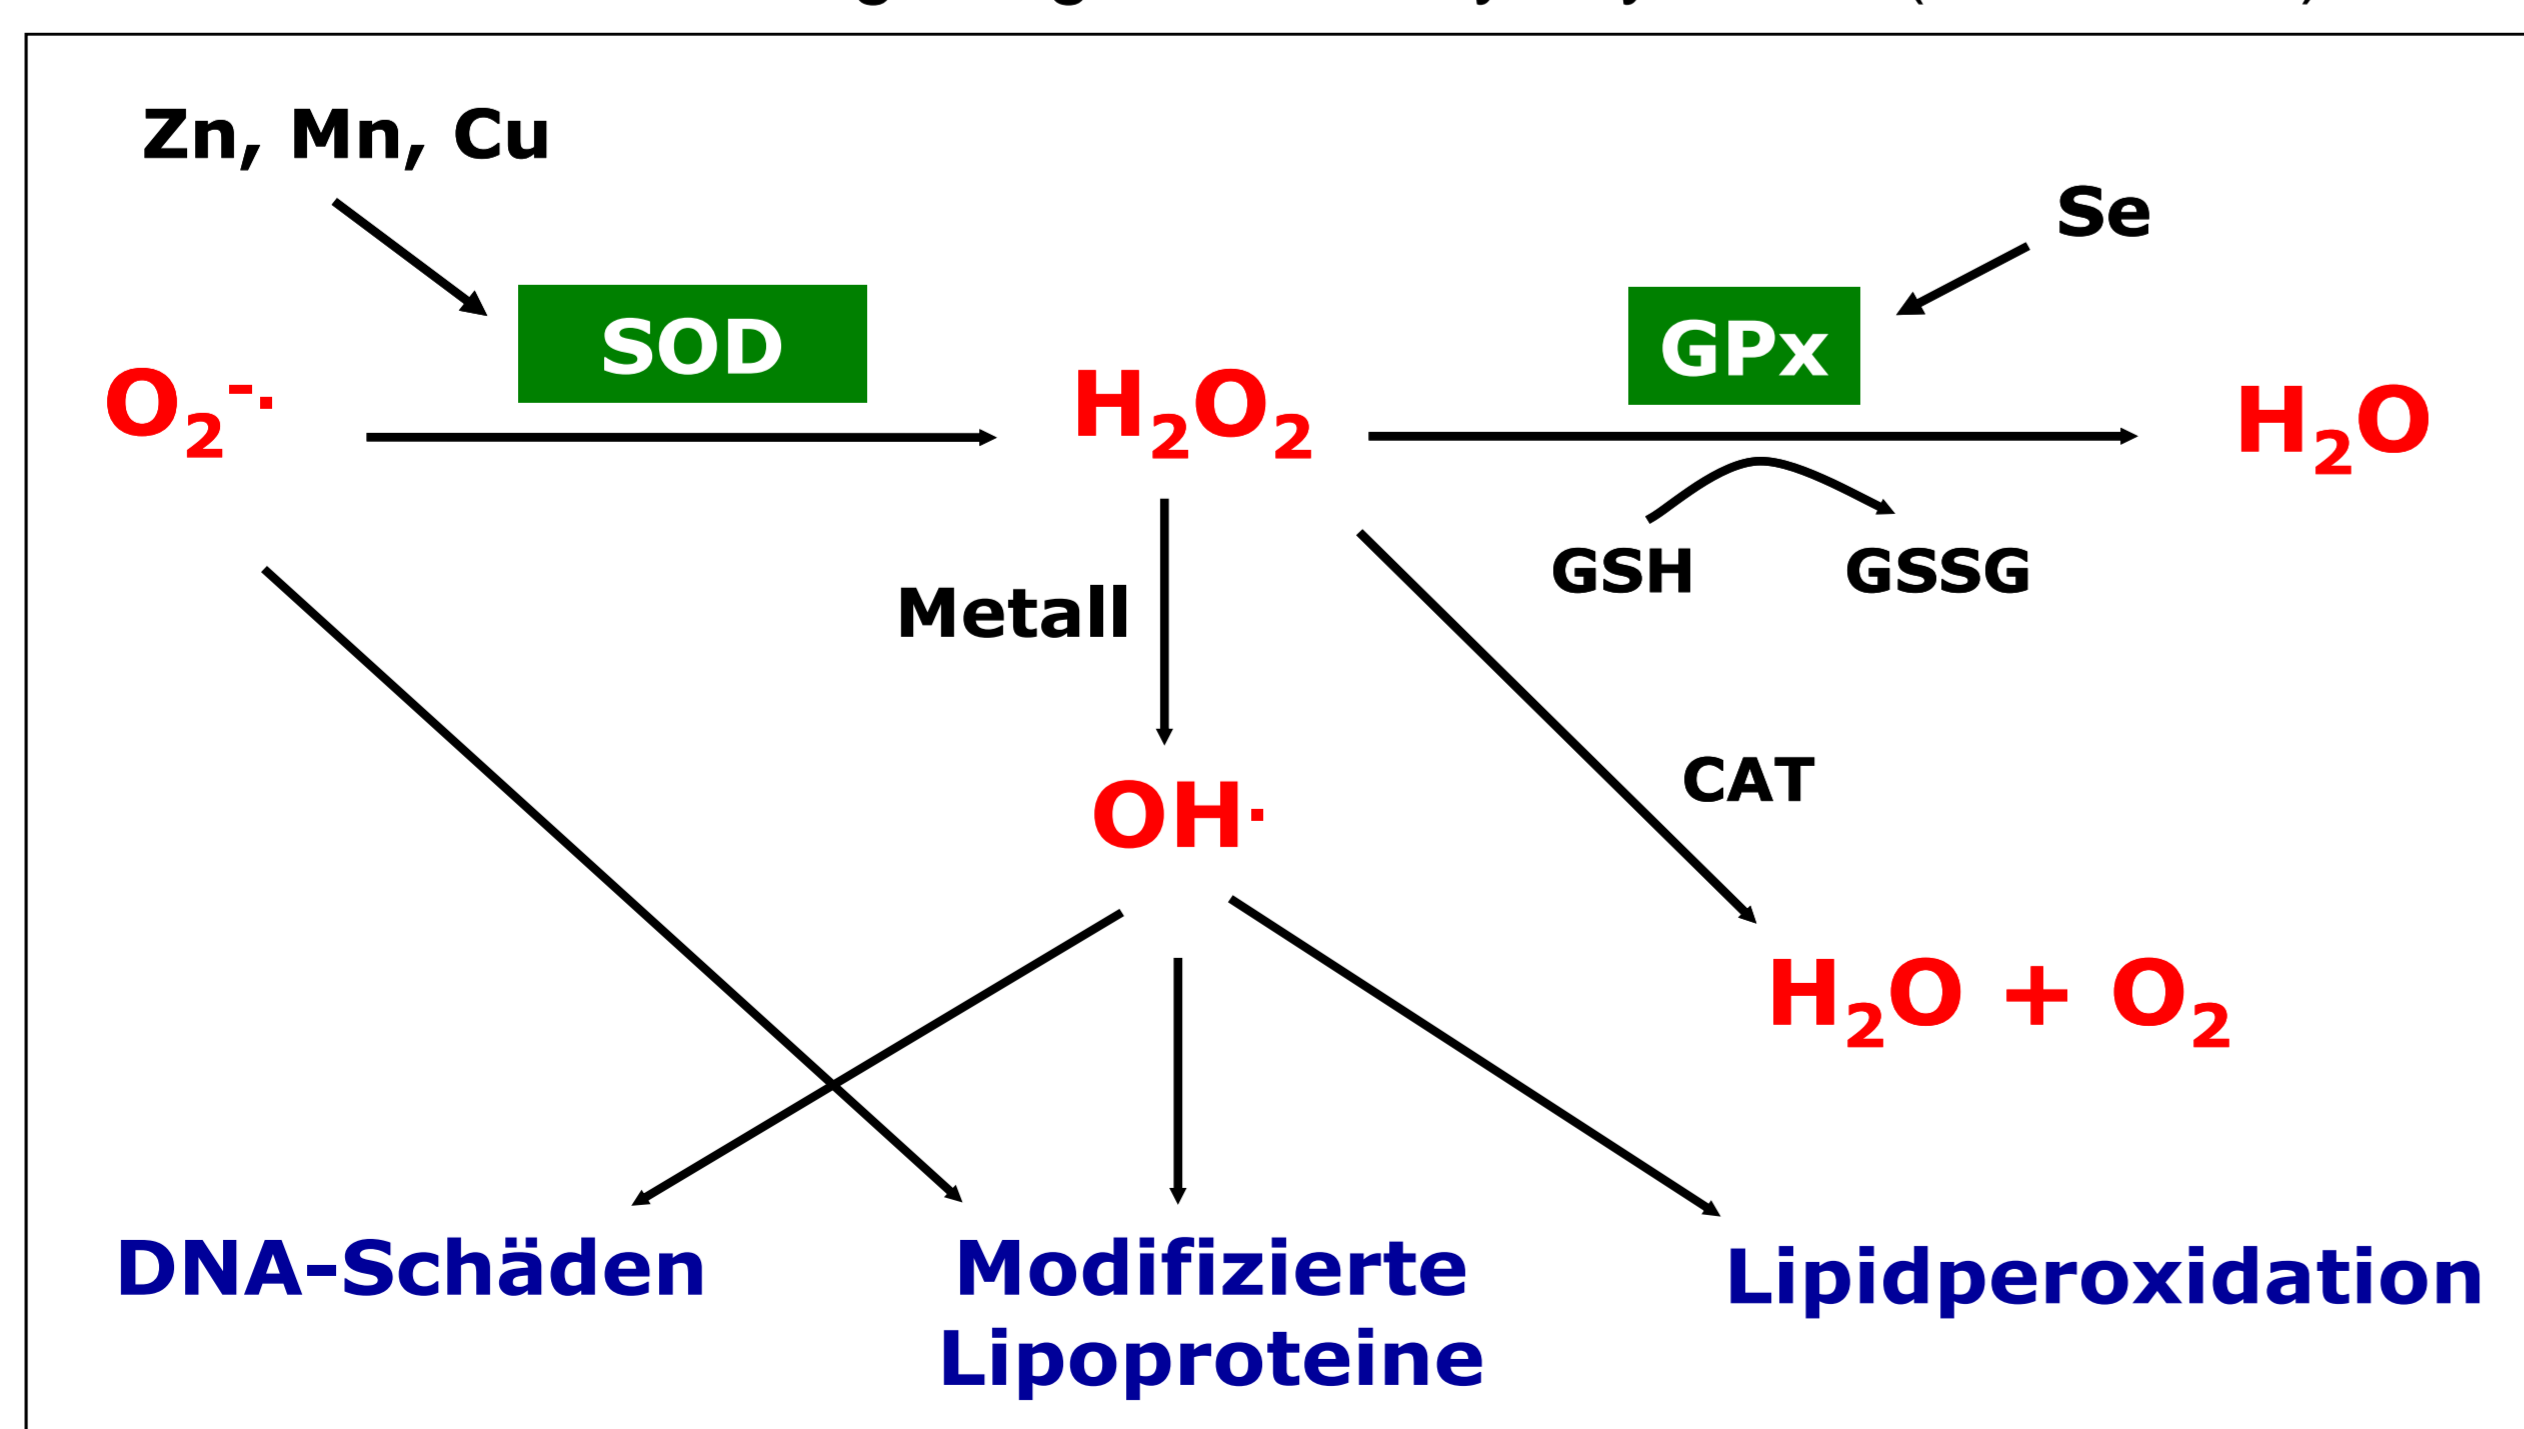 Zn, Mn, Cu
Se
SOD
GPx
O₂⁻·
H₂O₂
H₂O
GSH
GSSG
Metall
CAT
OH·
H₂O + O₂
DNA-Schäden
Modifizierte
Lipoproteine
Lipidperoxidation